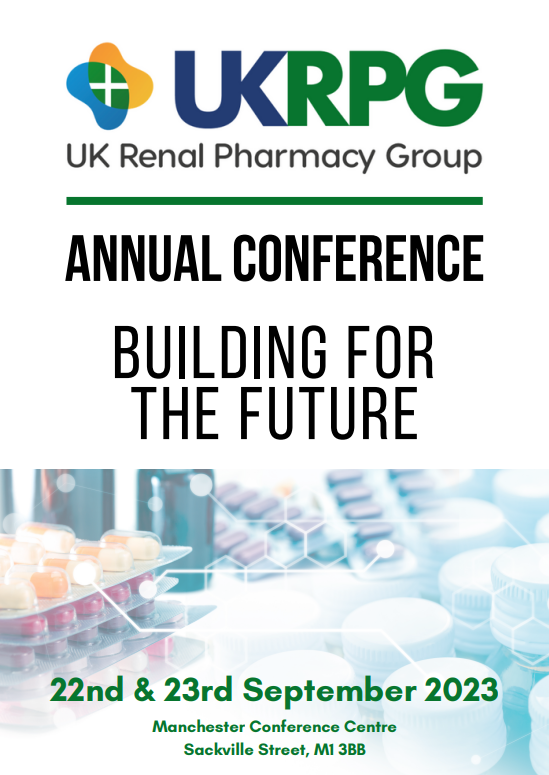 UKRPG
UK Renal Pharmacy Group
ANNUAL CONFERENCE
BUILDING FOR
THE FUTURE
22nd & 23rd September 2023
Manchester Conference Centre
Sackville Street, M1 3BB